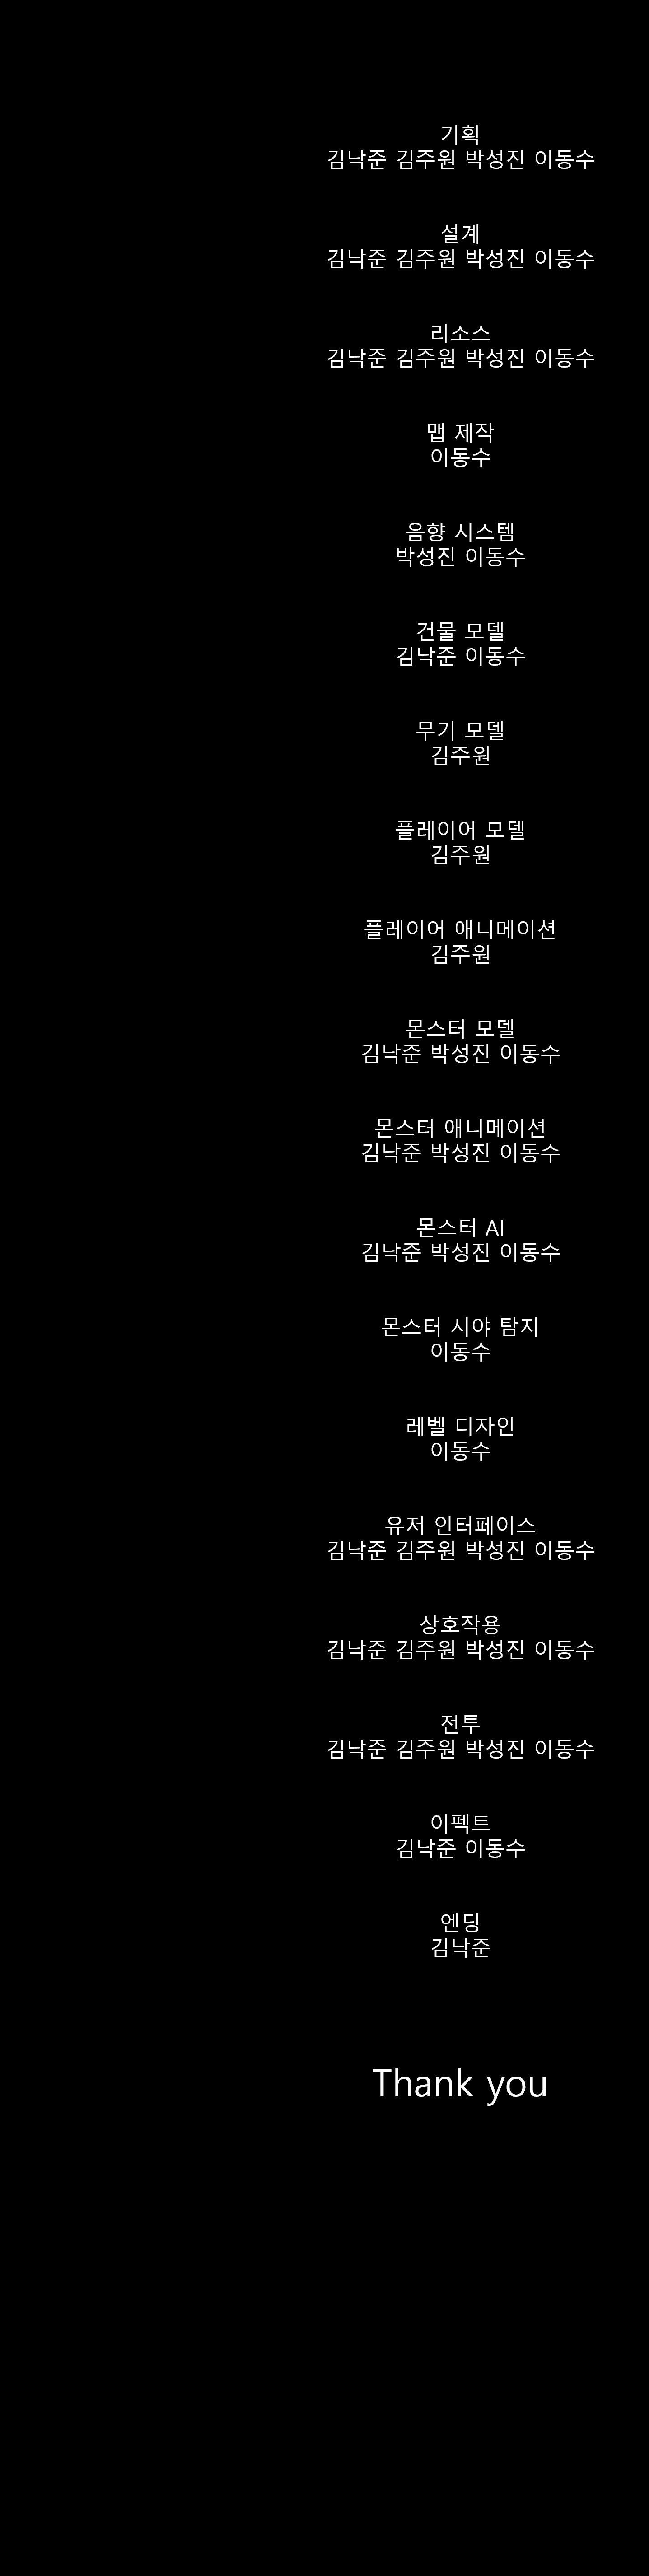 기획
김낙준 김주원 박성진 이동수
설계
김낙준 김주원 박성진 이동수
리소스
김낙준 김주원 박성진 이동수
맵 제작
이동수
음향 시스템
박성진 이동수
건물 모델
김낙준 이동수
무기 모델
김주원
플레이어 모델
김주원
플레이어 애니메이션
김주원
몬스터 모델
김낙준 박성진 이동수
몬스터 애니메이션
김낙준 박성진 이동수
몬스터 AI
김낙준 박성진 이동수
몬스터 시야 탐지
이동수
레벨 디자인
이동수
유저 인터페이스
김낙준 김주원 박성진 이동수
상호작용
김낙준 김주원 박성진 이동수
전투
김낙준 김주원 박성진 이동수
이펙트
김낙준 이동수
엔딩
김낙준
Thank you